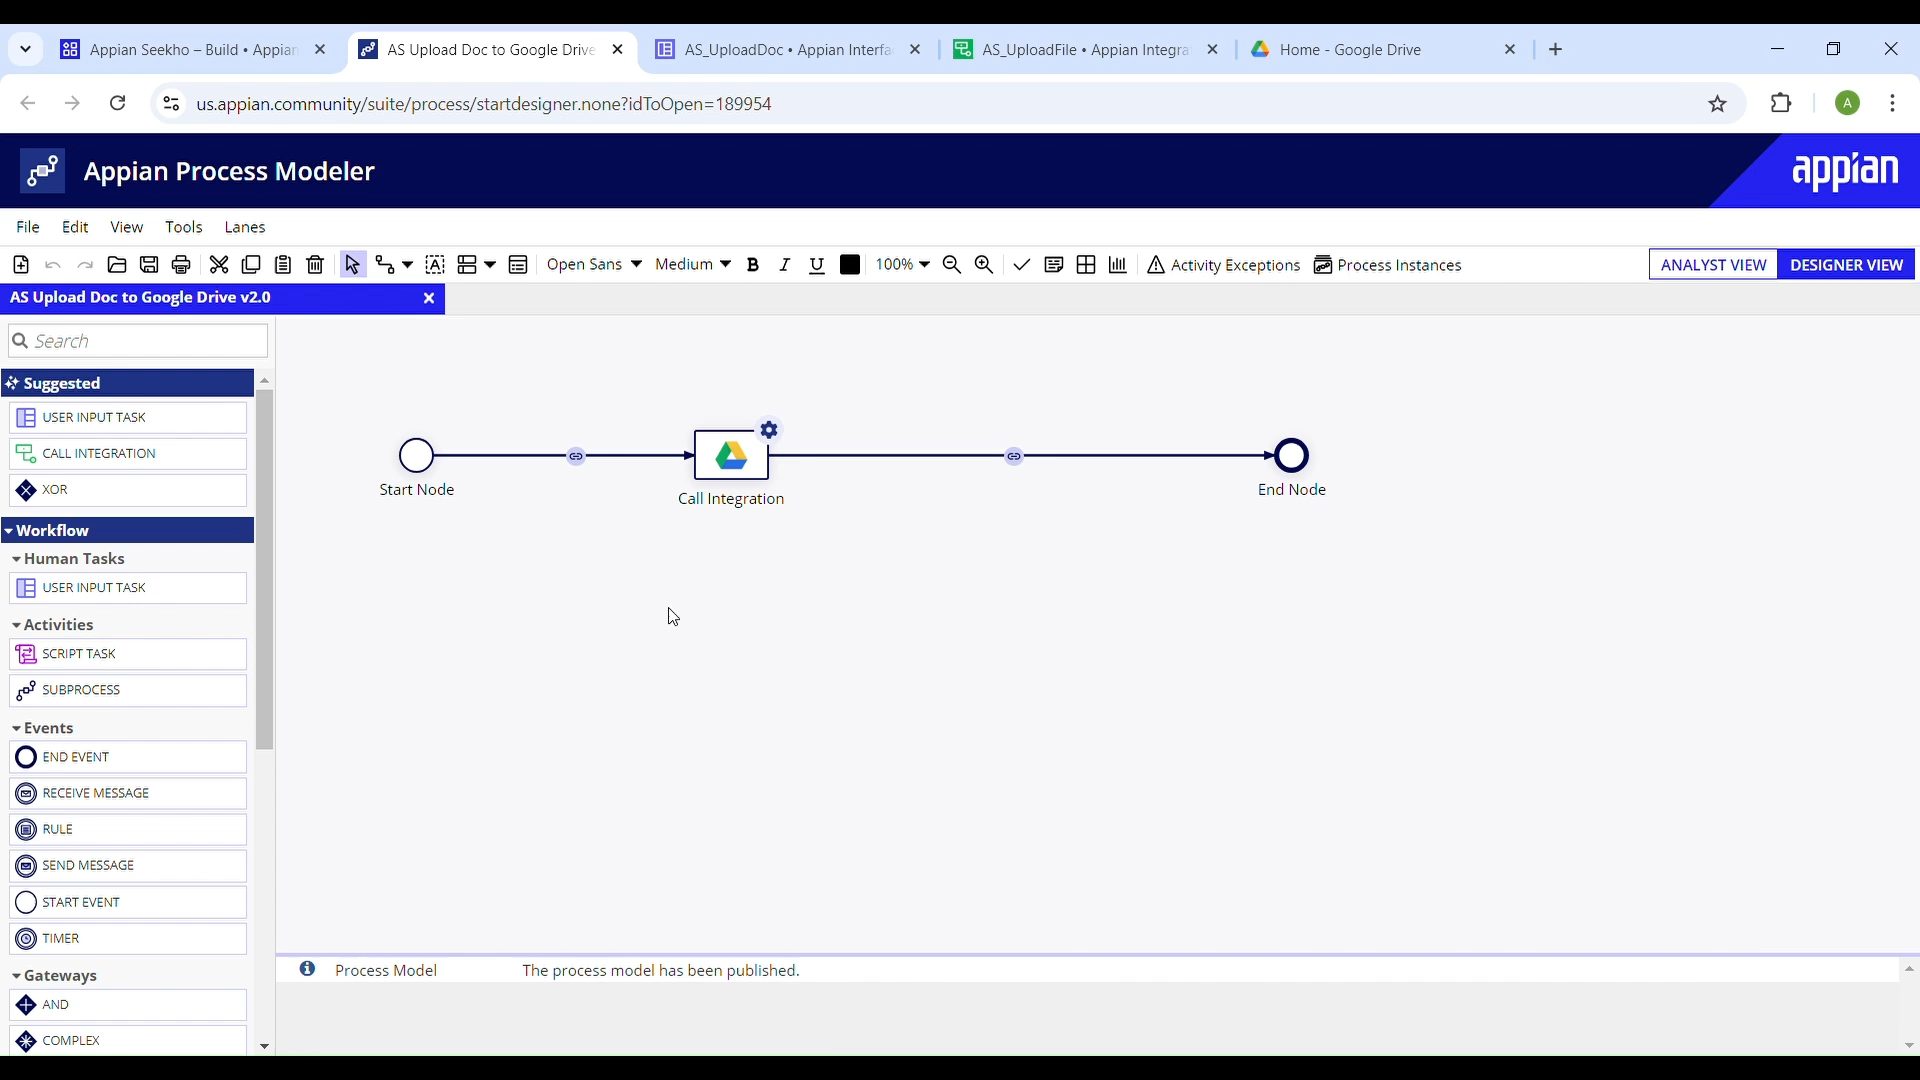 Appian Seekho – Build • Appian
AS Upload Doc to Google Drive
AS_UploadDoc • Appian Interfa
AS_UploadFile • Appian Integra
Home - Google Drive
us.appian.community/suite/process/startdesigner.none?idToOpen=189954
A
Appian Process Modeler
appian
File Edit View Tools Lanes
Open Sans Medium B I U 100% Activity Exceptions Process Instances ANALYST VIEW DESIGNER VIEW
AS Upload Doc to Google Drive v2.0
Search
Suggested
USER INPUT TASK
CALL INTEGRATION
XOR
Workflow
Human Tasks
USER INPUT TASK
Activities
SCRIPT TASK
SUBPROCESS
Events
END EVENT
RECEIVE MESSAGE
RULE
SEND MESSAGE
START EVENT
TIMER
Gateways
AND
COMPLEX
Start Node
Call Integration
End Node
Process Model The process model has been published.